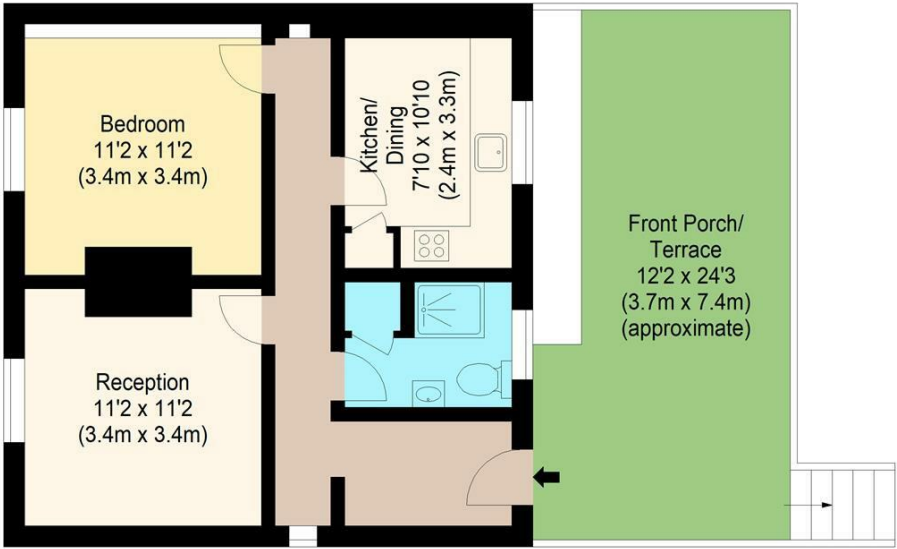 Bedroom
11'2 x 11'2
(3.4m x 3.4m)
Kitchen/
Dining
7'10 x 10'10
(2.4m x 3.3m)
Front Porch/
Terrace
12'2 x 24'3
(3.7m x 7.4m)
(approximate)
Reception
11'2 x 11'2
(3.4m x 3.4m)